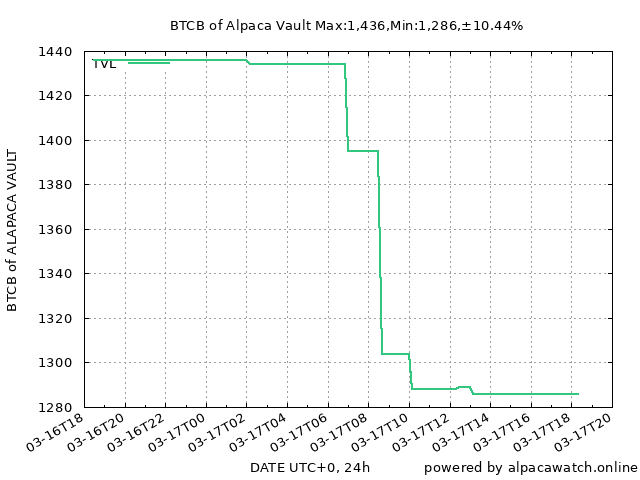 BTCB of Alpaca Vault Max:1,436,Min:1,286,±10.44%
TVL
BTCB of ALAPACA VAULT
1440
1420
1400
1380
1360
1340
1320
1300
1280
03-16T18
03-16T20
03-16T22
03-17T00
03-17T02
03-17T04
03-17T06
03-17T08
03-17T10
03-17T12
03-17T14
03-17T16
03-17T18
03-17T20
DATE UTC+0, 24h
powered by alpacawatch.online